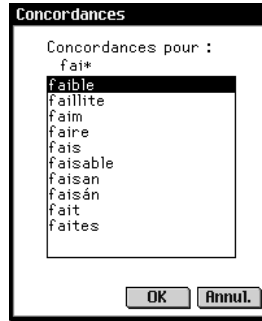 Concordances
Concordances pour :
fai*
faible
faillite
faim
faire
fais
faisable
faisan
faisán
fait
faites
OK Annul.